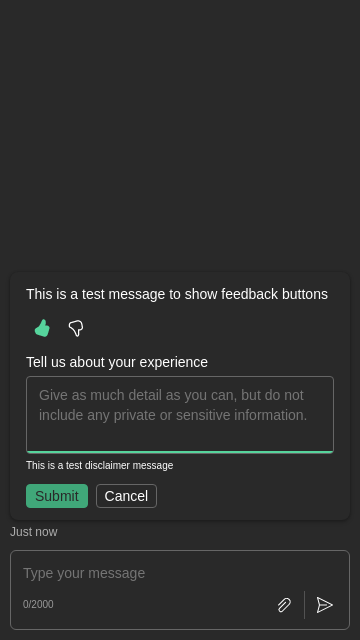 This is a test message to show feedback buttons
Tell us about your experience
Give as much detail as you can, but do not
include any private or sensitive information.
This is a test disclaimer message
Submit Cancel
Just now
Type your message
0/2000